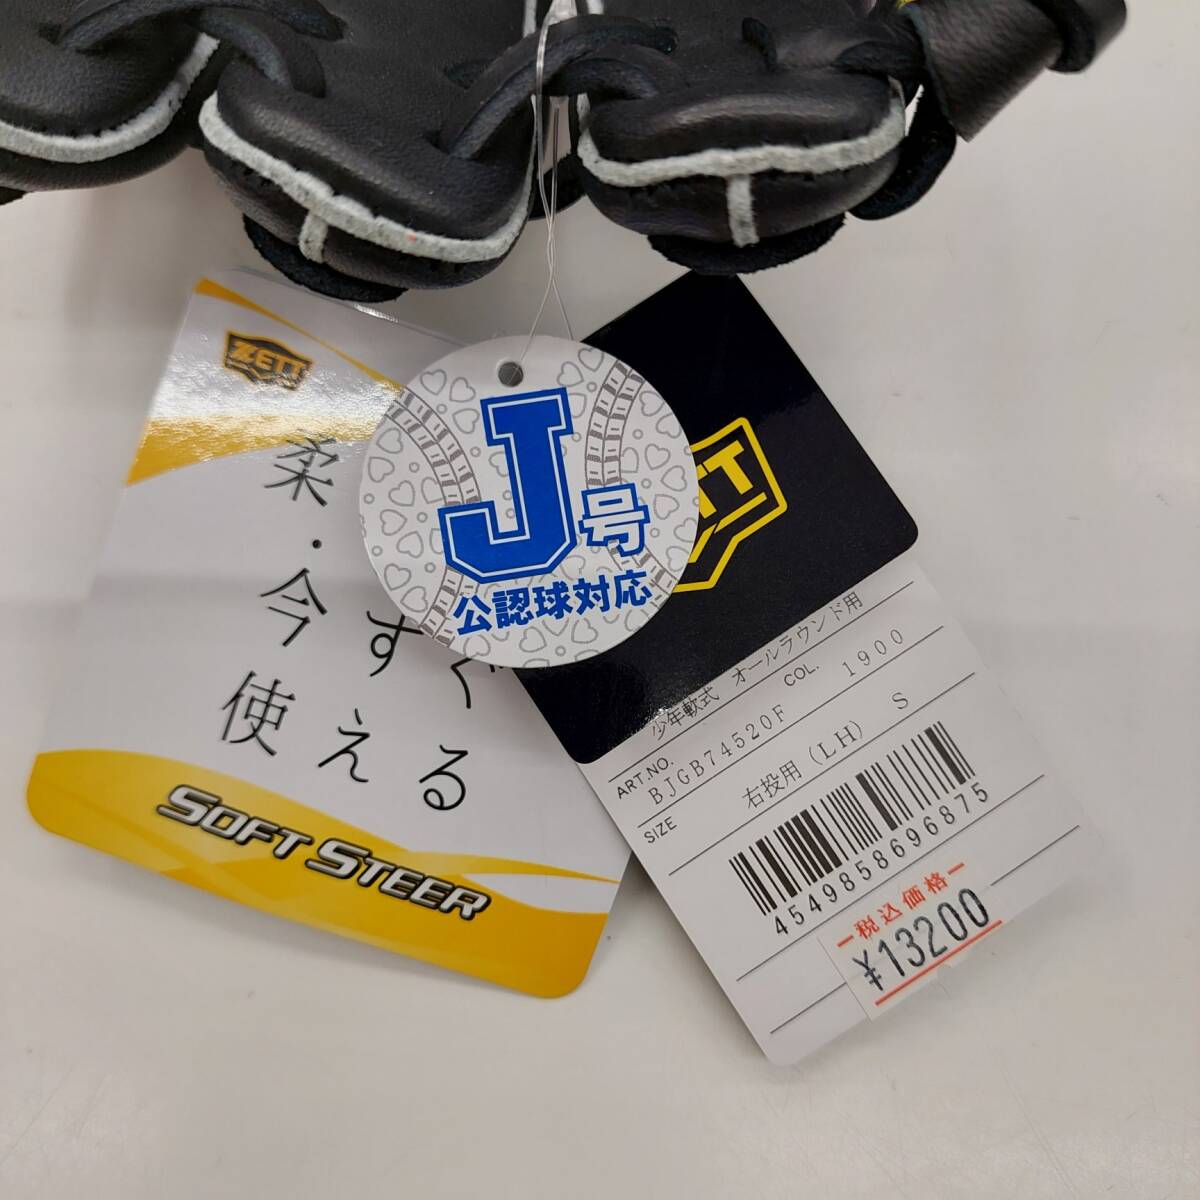 ZETT
柔・今すぐ
使える
SOFT STEER
J号
公認球対応
少年軟式 オールラウンド用
ART.NO. COL.
BJGB74520F 1900
SIZE 右投用(LH) S
4549858696875
税込価格
¥13200